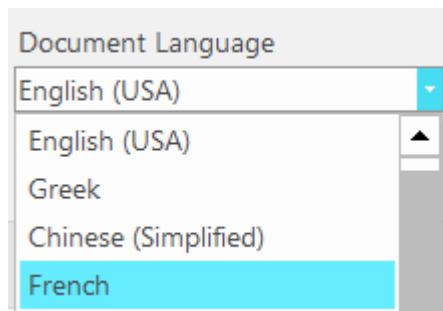 Document Language
English (USA)
English (USA)
Greek
Chinese (Simplified)
French